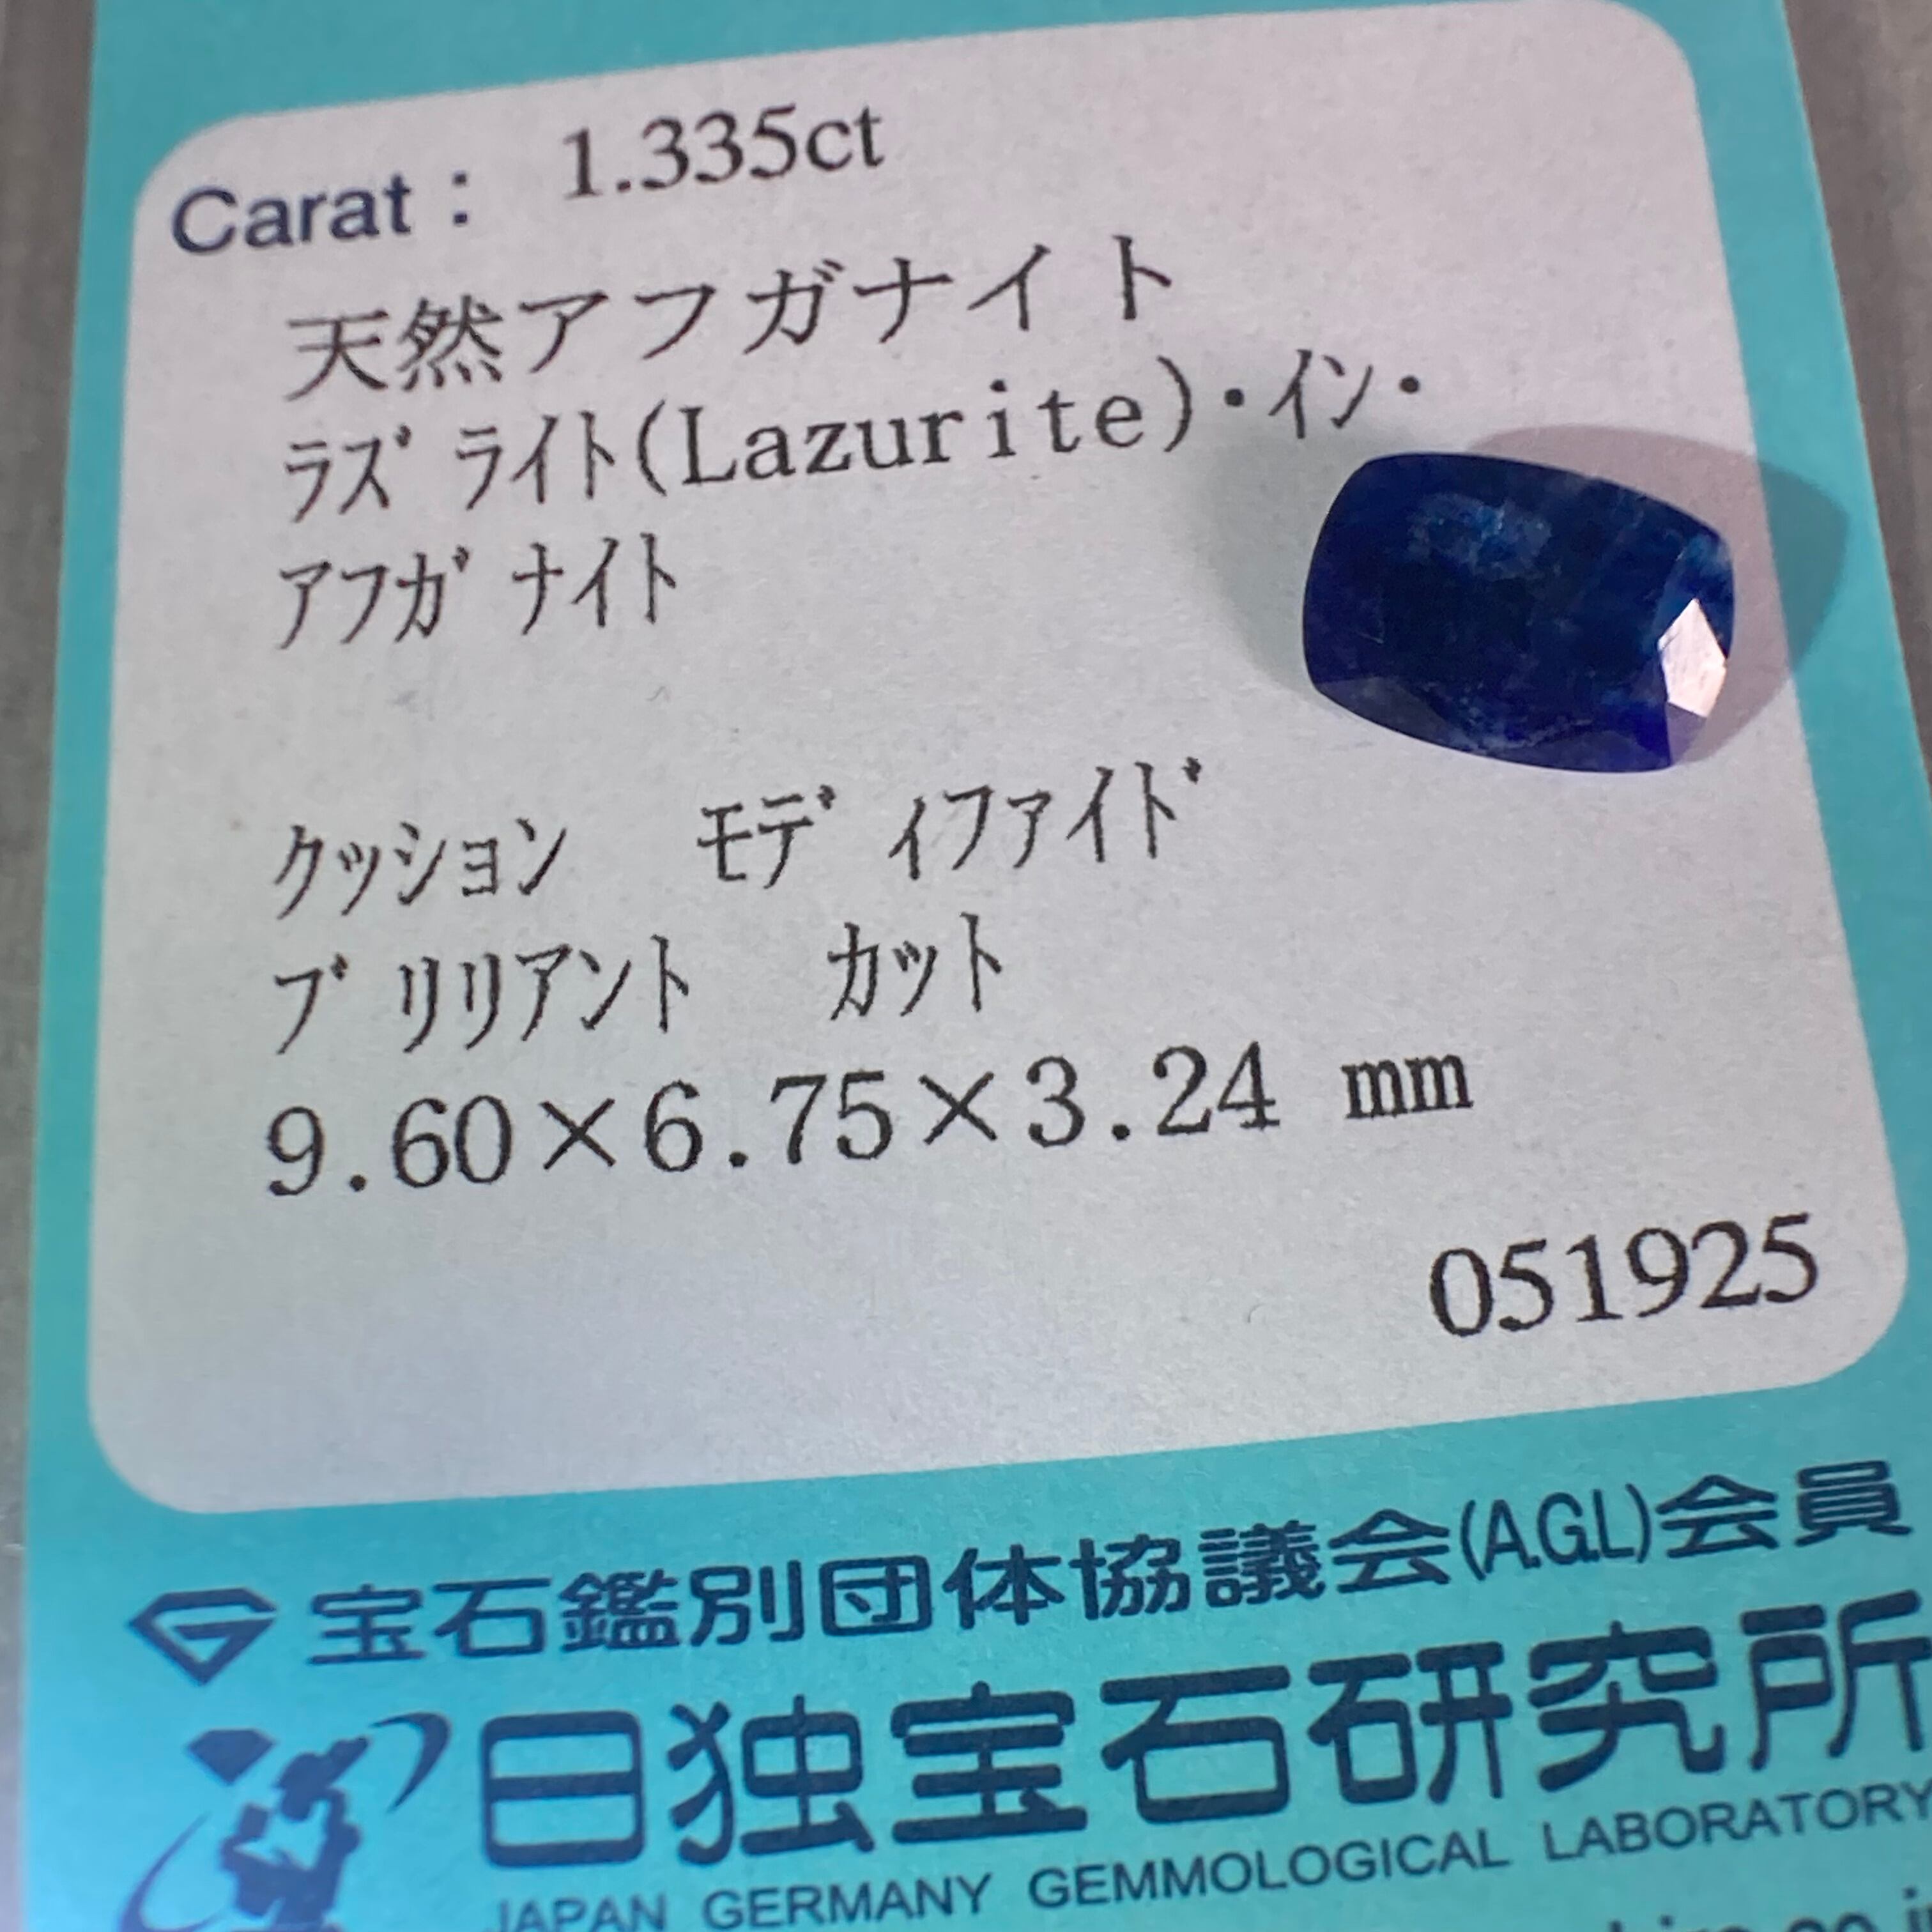 Carat： 1.335ct
天然アフガナイト
ﾗｽﾞﾗｲﾄ(Lazurite)・ｲﾝ・
ｱﾌｶﾞﾅｲﾄ
ｸｯｼｮﾝ ﾓﾃﾞｨﾌｧｲﾄﾞ
ﾌﾞﾘﾘｱﾝﾄ ｶｯﾄ
9.60×6.75×3.24 mm
051925
宝石鑑別団体協議会(A.G.L)会員
日独宝石研究所
JAPAN GERMANY GEMMOLOGICAL LABORATORY